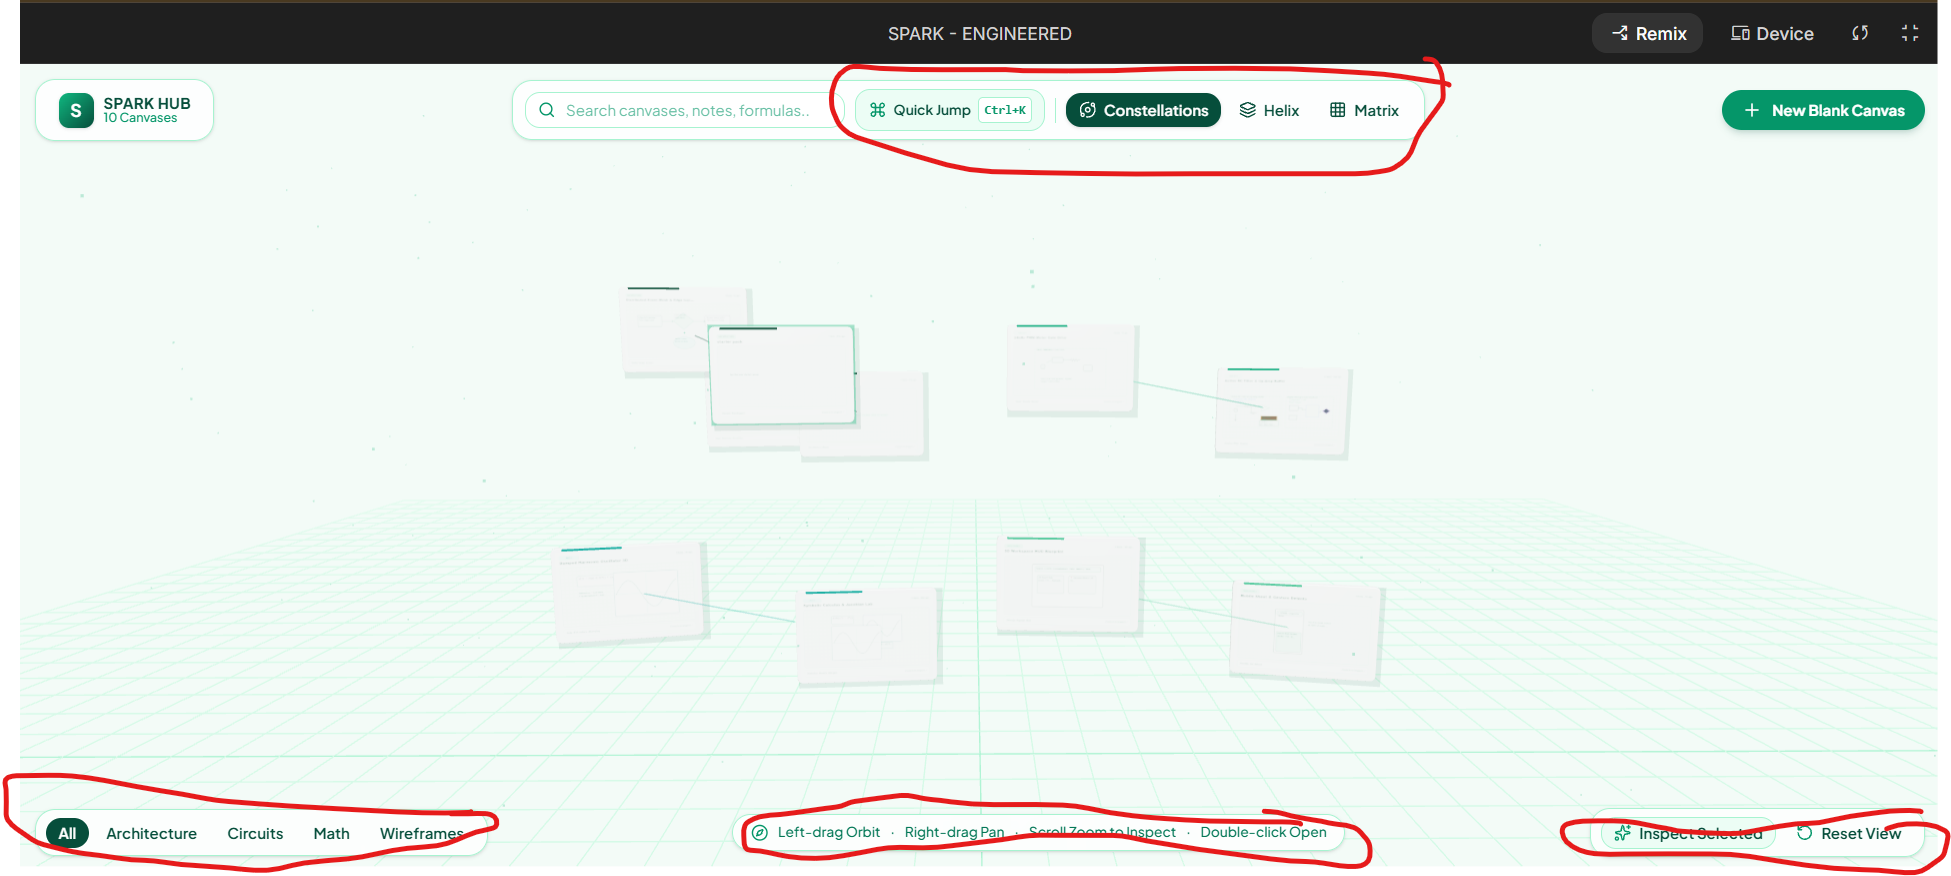 SPARK - ENGINEERED
Remix
Device
S
SPARK HUB
10 Canvases
Search canvases, notes, formulas..
Quick Jump
Ctrl+K
Constellations
Helix
Matrix
New Blank Canvas
All
Architecture
Circuits
Math
Wireframes
Left-drag Orbit · Right-drag Pan · Scroll Zoom to Inspect · Double-click Open
Inspect Selected
Reset View